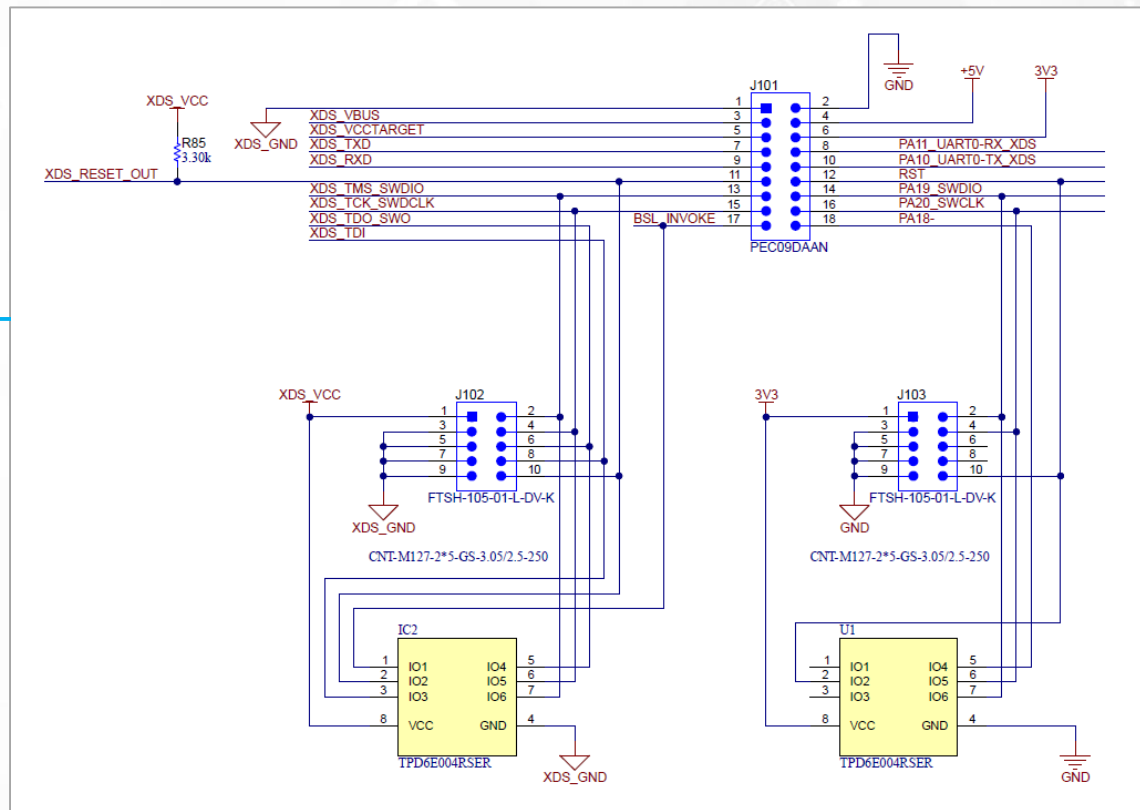 J101
+5V
3V3
GND
XDS_VCC
R85
3.30k
XDS_GND
XDS_RESET_OUT
1
2
XDS_VBUS
3
4
XDS_VCCTARGET
5
6
XDS_TXD
7
8
PA11_UART0-RX_XDS
XDS_RXD
9
10
PA10_UART0-TX_XDS
11
12
RST
XDS_TMS_SWDIO
13
14
PA19_SWDIO
XDS_TCK_SWDCLK
15
16
PA20_SWCLK
XDS_TDO_SWO
BSL_INVOKE
17
18
PA18-
XDS_TDI
PEC09DAAN
XDS_VCC
J102
1
2
3
4
5
6
7
8
9
10
FTSH-105-01-L-DV-K
XDS_GND
CNT-M127-2*5-GS-3.05/2.5-250
3V3
J103
1
2
3
4
5
6
7
8
9
10
FTSH-105-01-L-DV-K
GND
CNT-M127-2*5-GS-3.05/2.5-250
IC2
1 IO1 IO4 5
2 IO2 IO5 6
3 IO3 IO6 7
8 VCC GND 4
TPD6E004RSER
XDS_GND
U1
1 IO1 IO4 5
2 IO2 IO5 6
3 IO3 IO6 7
8 VCC GND 4
TPD6E004RSER
GND